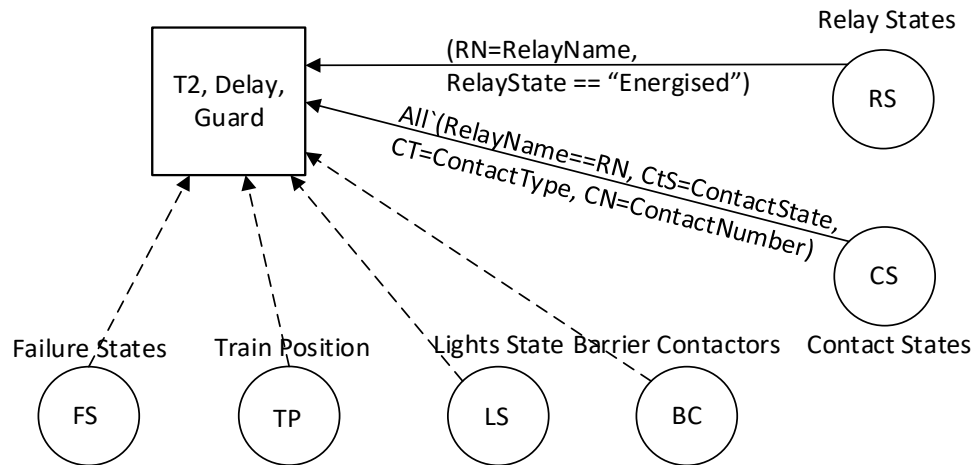 Relay States
(RN=RelayName,
RelayState == “Energised”)
T2, Delay,
Guard
RS
All`(RelayName==RN, CtS=ContactState,
CT=ContactType, CN=ContactNumber)
CS
Failure States
Train Position
Lights State
Barrier Contactors
Contact States
FS
TP
LS
BC